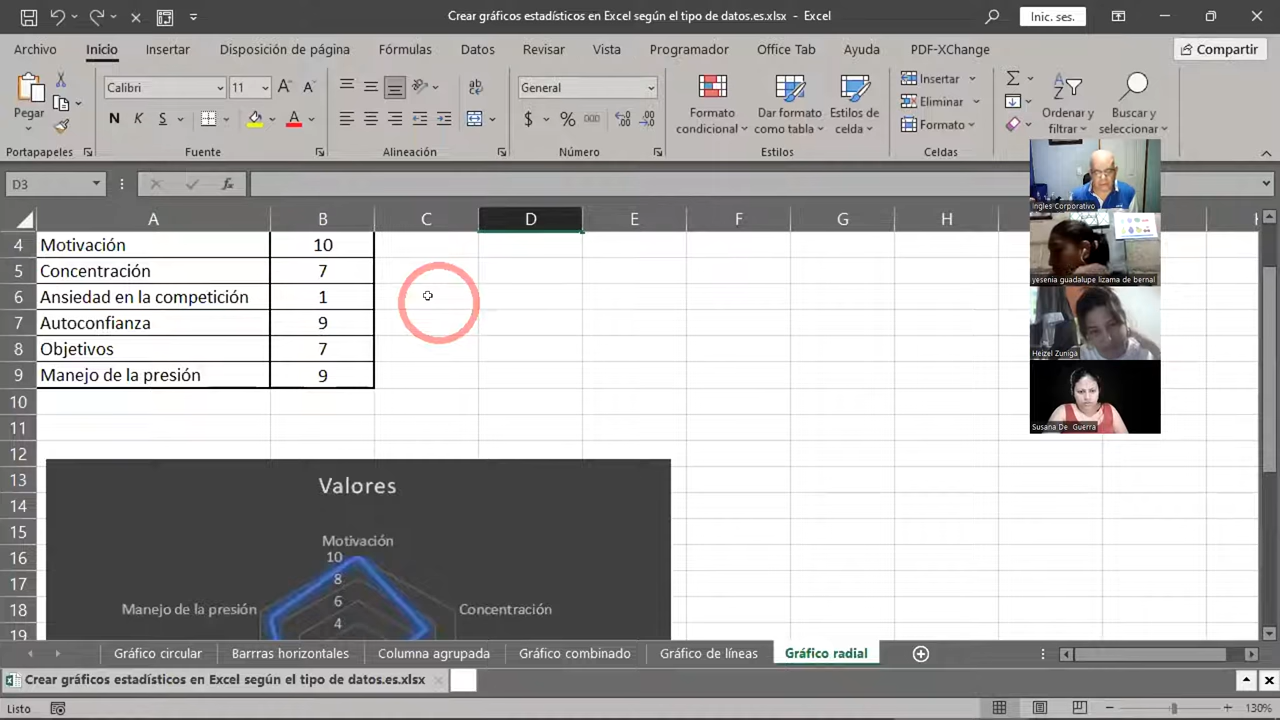 Crear gráficos estadísticos en Excel según el tipo de datos.es.xlsx - Excel
Inic. ses.
Archivo Inicio Insertar Disposición de página Fórmulas Datos Revisar Vista Programador Office Tab Ayuda PDF-XChange Compartir
Pegar
Calibri 11
N K S
General
$ % 000
Formato condicional
Dar formato como tabla
Estilos de celda
Insertar
Eliminar
Formato
Ordenar y filtrar
Buscar y seleccionar
Portapapeles Fuente Alineación Número Estilos Celdas
D3 fx
A B C D E F G H
4 Motivación 10
5 Concentración 7
6 Ansiedad en la competición 1
7 Autoconfianza 9
8 Objetivos 7
9 Manejo de la presión 9
10
11
12
13
14
15
16
17
18
19
Valores
Motivación
10
8
6
4
Manejo de la presión
Concentración
Ingles Corporativo
yesenia guadalupe lizama de bernal
Heizel Zuniga
Susana De Guerra
Gráfico circular Barrras horizontales Columna agrupada Gráfico combinado Gráfico de líneas Gráfico radial
Crear gráficos estadísticos en Excel según el tipo de datos.es.xlsx
Listo 130%